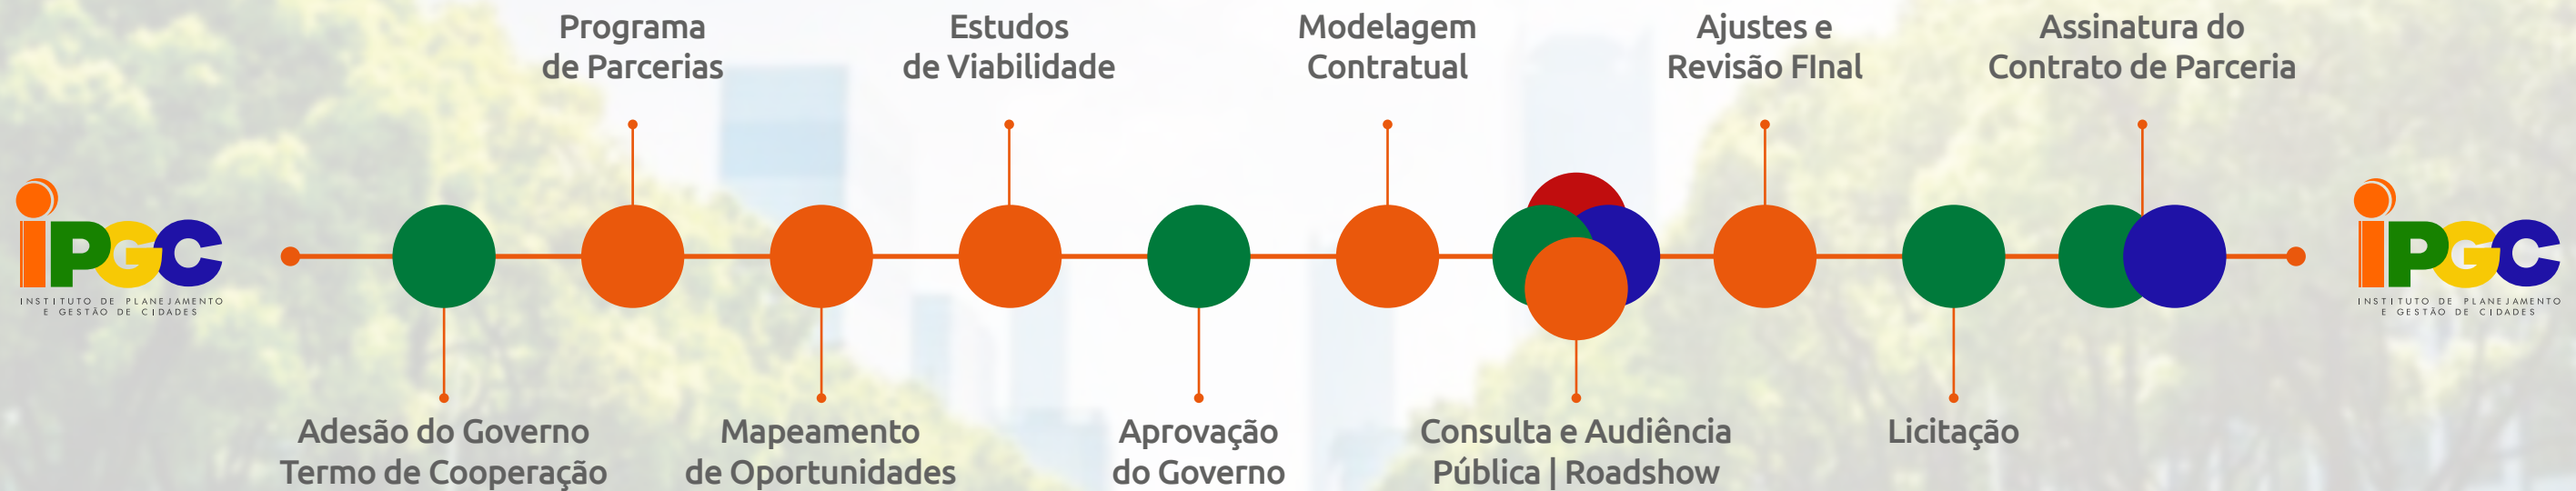 Programa
de Parcerias
Estudos
de Viabilidade
Modelagem
Contratual
Ajustes e
Revisão FInal
Assinatura do
Contrato de Parceria
iPGC
INSTITUTO DE PLANEJAMENTO
E GESTÃO DE CIDADES
iPGC
INSTITUTO DE PLANEJAMENTO
E GESTÃO DE CIDADES
Adesão do Governo
Termo de Cooperação
Mapeamento
de Oportunidades
Aprovação
do Governo
Consulta e Audiência
Pública | Roadshow
Licitação